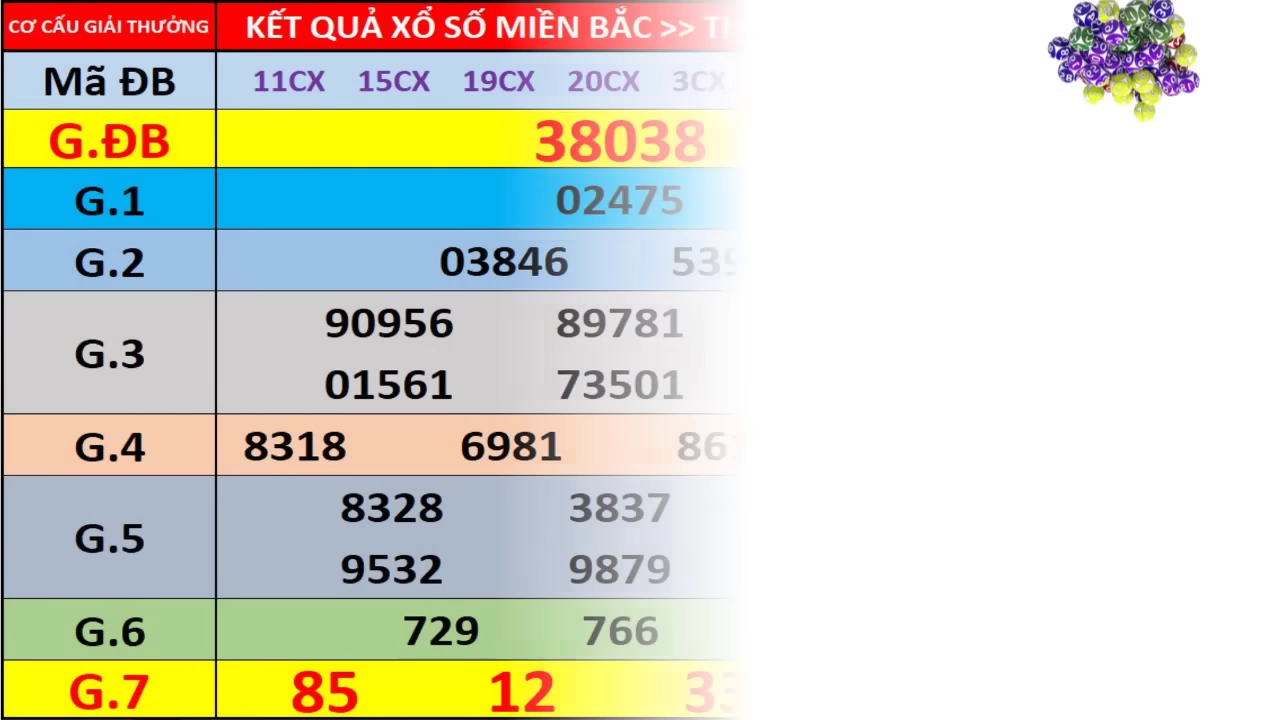 CƠ CẤU GIẢI THƯỞNG KẾT QUẢ XỔ SỐ MIỀN BẮC >>
Mã ĐB 11CX 15CX 19CX 20CX 3CX
G.ĐB 38038
G.1 02475
G.2 03846
G.3
90956 89781
01561 73501
G.4 8318 6981
G.5
8328 3837
9532 9879
G.6 729 766
G.7 85 12